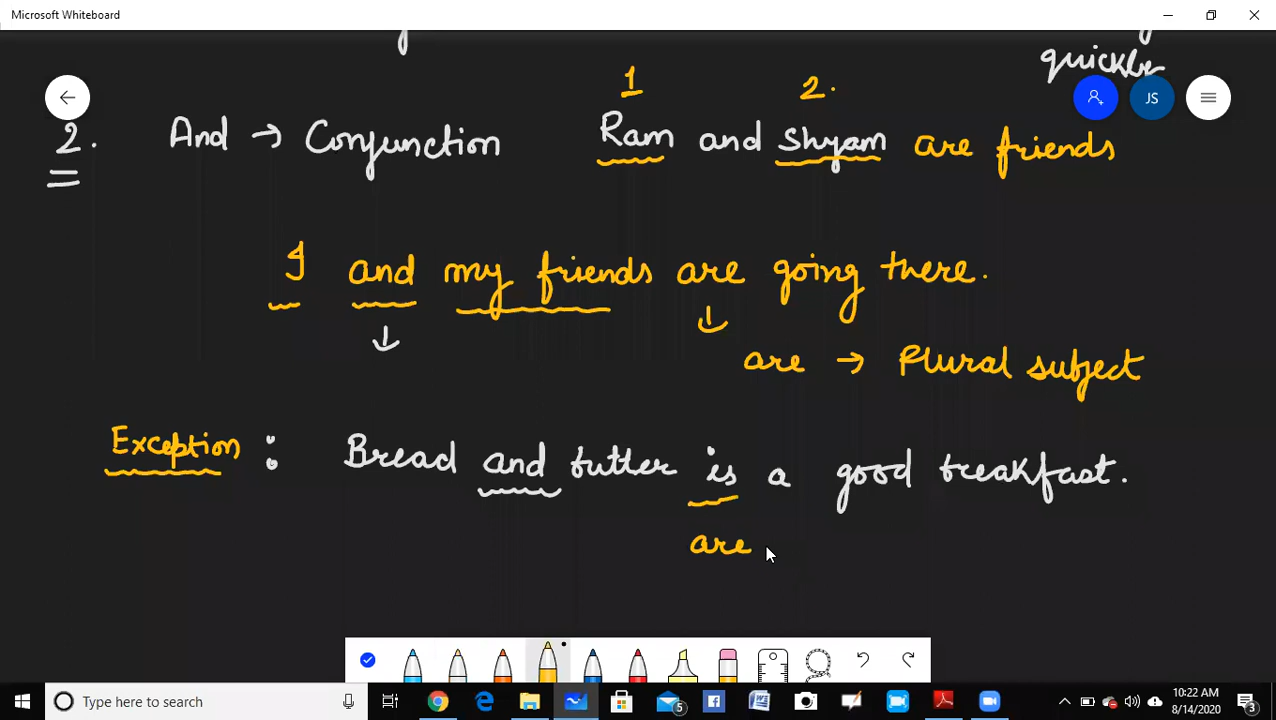 Microsoft Whiteboard
quickly
JS
1 2.
2. And → Conjunction Ram and Shyam are friends
I and my friends are going there.
are → Plural subject
Exception : Bread and butter is a good breakfast.
are
Type here to search
5
10:22 AM
8/14/2020
3